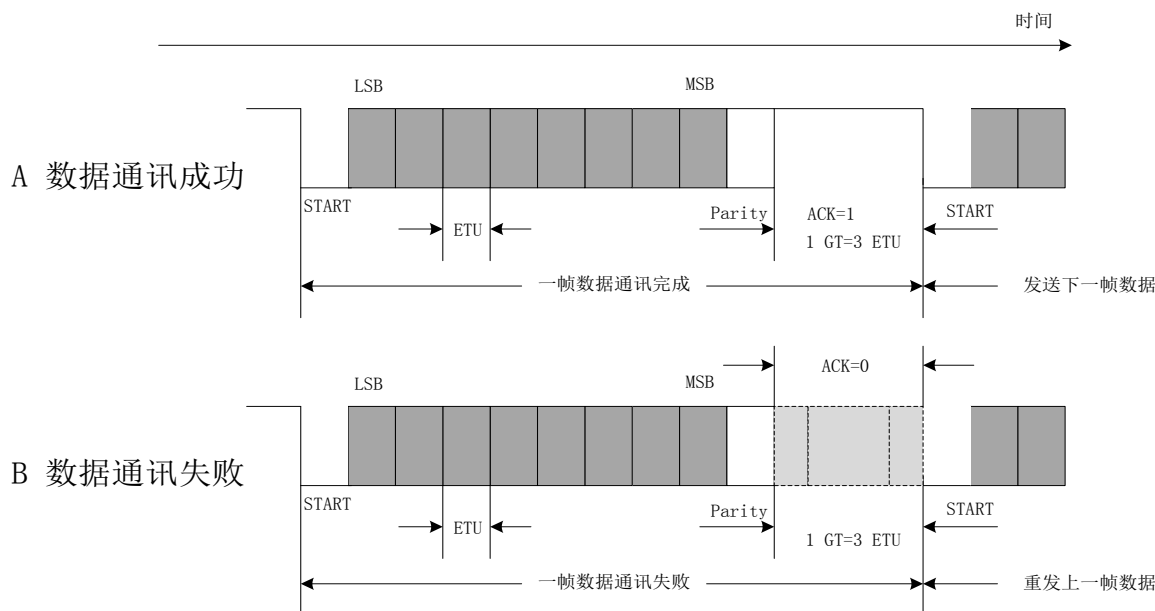 时间
LSB
MSB
A 数据通讯成功
START
ETU
Parity
ACK=1
START
1 GT=3 ETU
一帧数据通讯完成
发送下一帧数据
ACK=0
LSB
MSB
B 数据通讯失败
START
ETU
Parity
START
1 GT=3 ETU
一帧数据通讯失败
重发上一帧数据